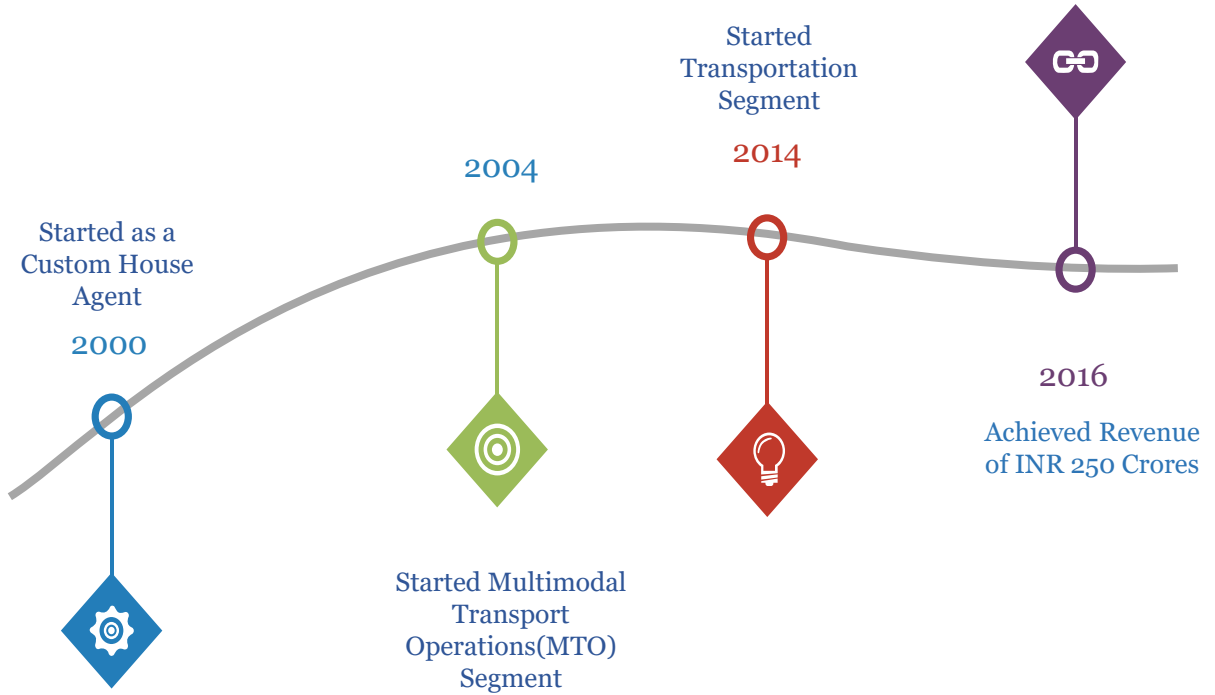 Started as a
Custom House
Agent
2000
2004
Started Multimodal
Transport
Operations(MTO)
Segment
Started
Transportation
Segment
2014
2016
Achieved Revenue
of INR 250 Crores